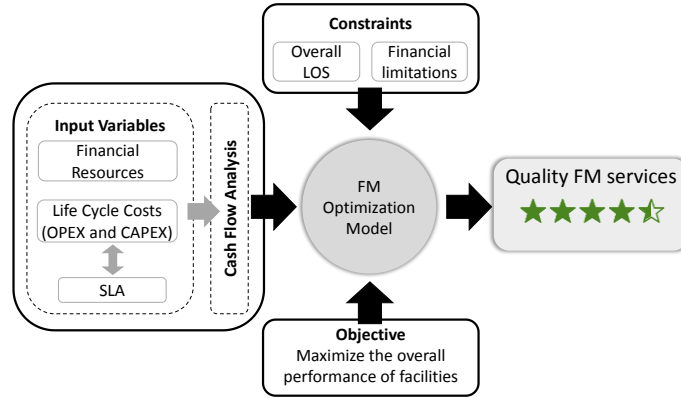 Constraints
Overall
LOS
Financial
limitations
Input Variables
Financial
Resources
Life Cycle Costs
(OPEX and CAPEX)
SLA
Cash Flow Analysis
FM
Optimization
Model
Quality FM services
Objective
Maximize the overall
performance of facilities